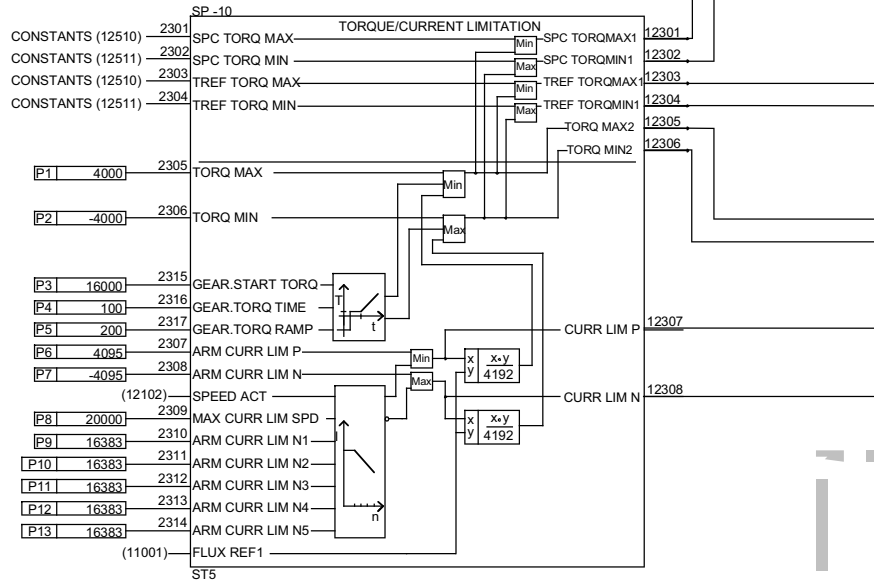 SP -10
TORQUE/CURRENT LIMITATION
CONSTANTS (12510) 2301 SPC TORQ MAX Min SPC TORQMAX1 12301
CONSTANTS (12511) 2302 SPC TORQ MIN Max SPC TORQMIN1 12302
CONSTANTS (12510) 2303 TREF TORQ MAX Min TREF TORQMAX1 12303
CONSTANTS (12511) 2304 TREF TORQ MIN Max TREF TORQMIN1 12304
TORQ MAX2 12305
TORQ MIN2 12306
P1 4000 2305 TORQ MAX Min
P2 -4000 2306 TORQ MIN Max
P3 16000 2315 GEAR.START TORQ
P4 100 2316 GEAR.TORQ TIME T
P5 200 2317 GEAR.TORQ RAMP t
CURR LIM P 12307
P6 4095 2307 ARM CURR LIM P Min x y x•y 4192
P7 -4095 2308 ARM CURR LIM N Max
(12102) SPEED ACT CURR LIM N 12308
P8 20000 2309 MAX CURR LIM SPD x y x•y 4192
P9 16383 2310 ARM CURR LIM N1 I
P10 16383 2311 ARM CURR LIM N2
P11 16383 2312 ARM CURR LIM N3
P12 16383 2313 ARM CURR LIM N4
P13 16383 2314 ARM CURR LIM N5 n
(11001) FLUX REF1
ST5